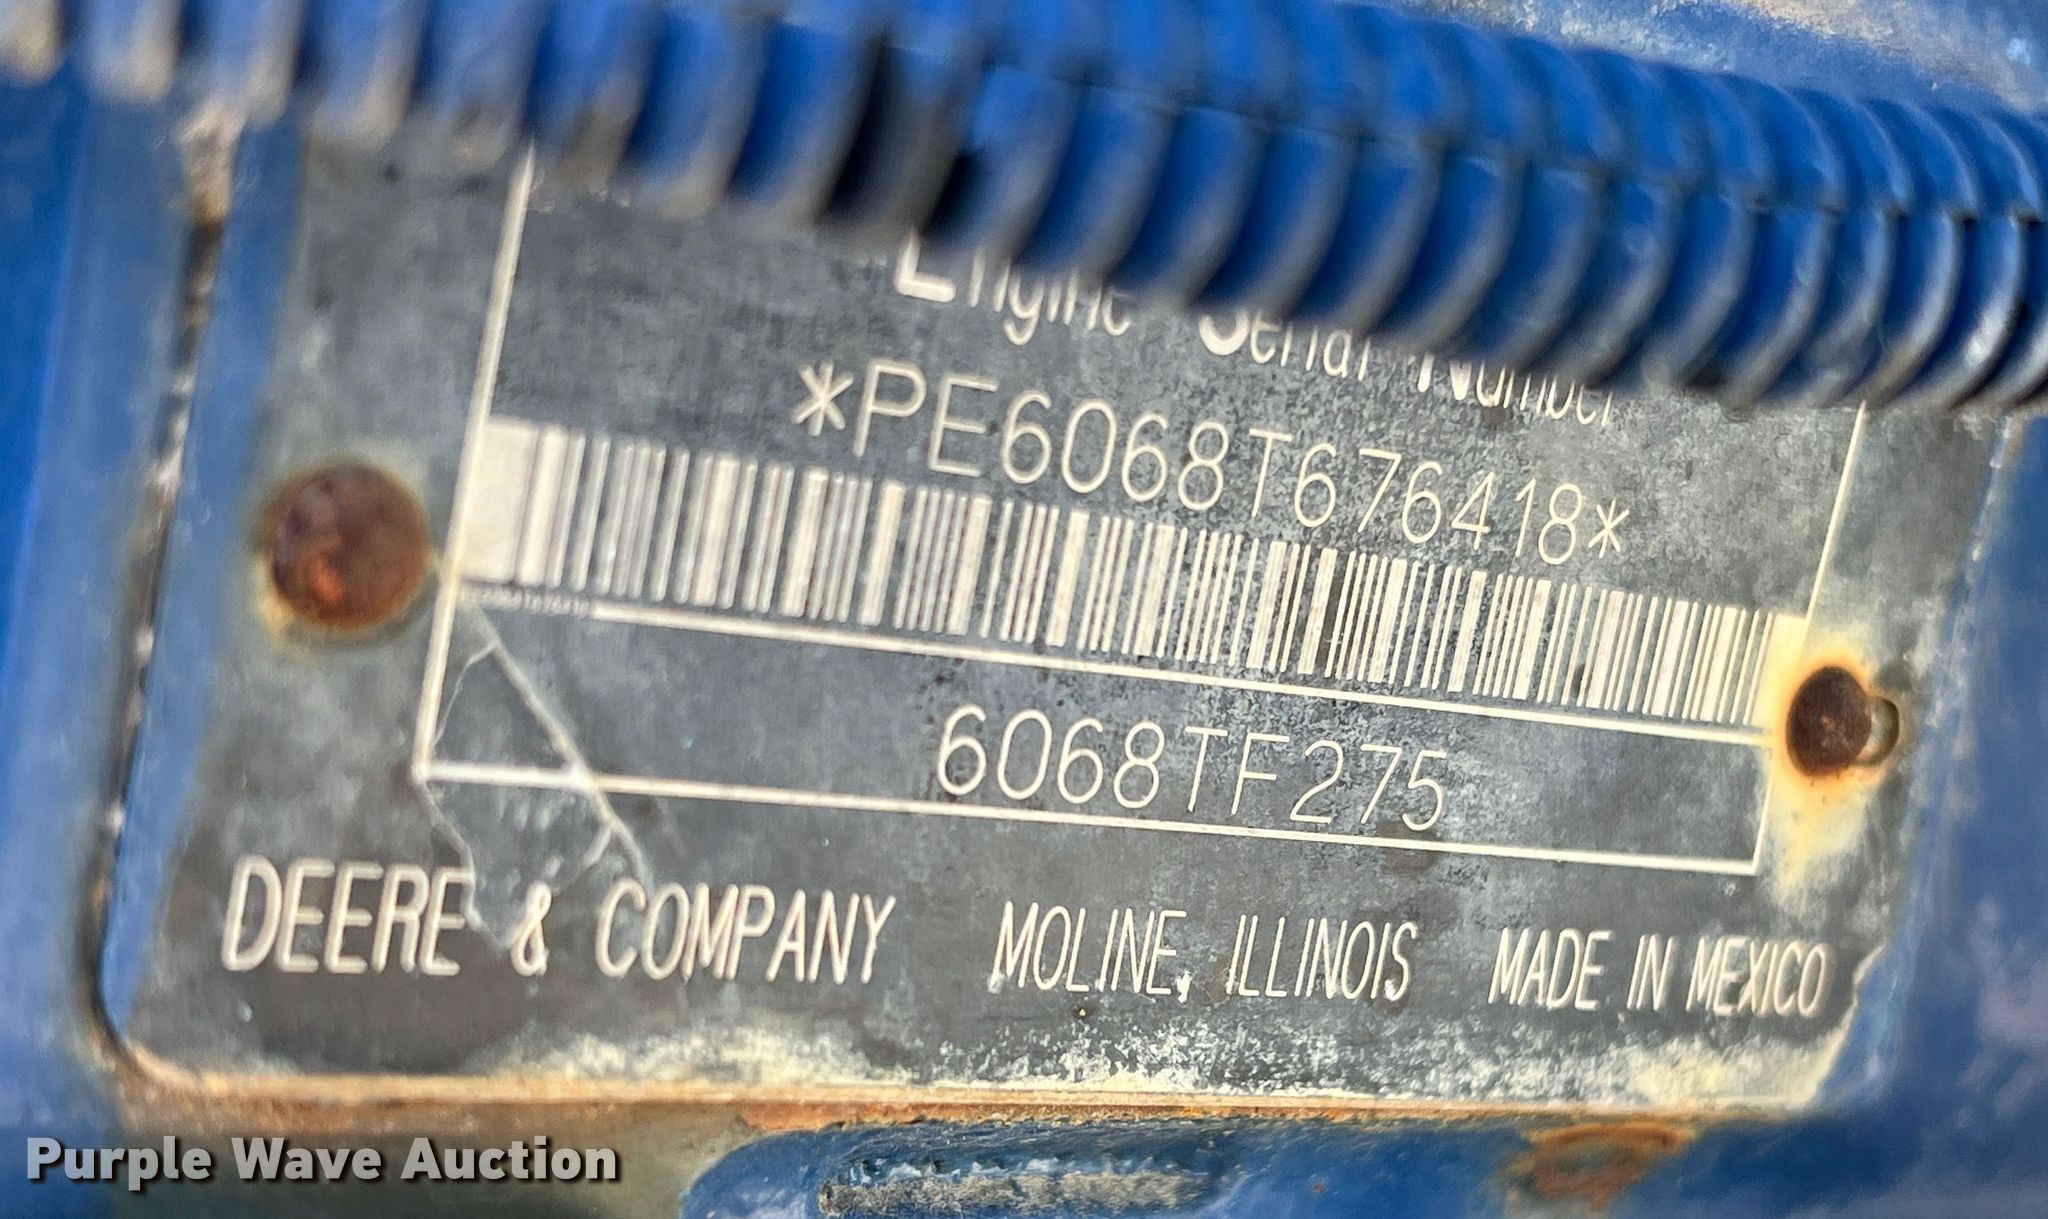 Engine Serial Number
*PE6068T676418*
6068TF275
DEERE & COMPANY MOLINE, ILLINOIS MADE IN MEXICO
Purple Wave Auction